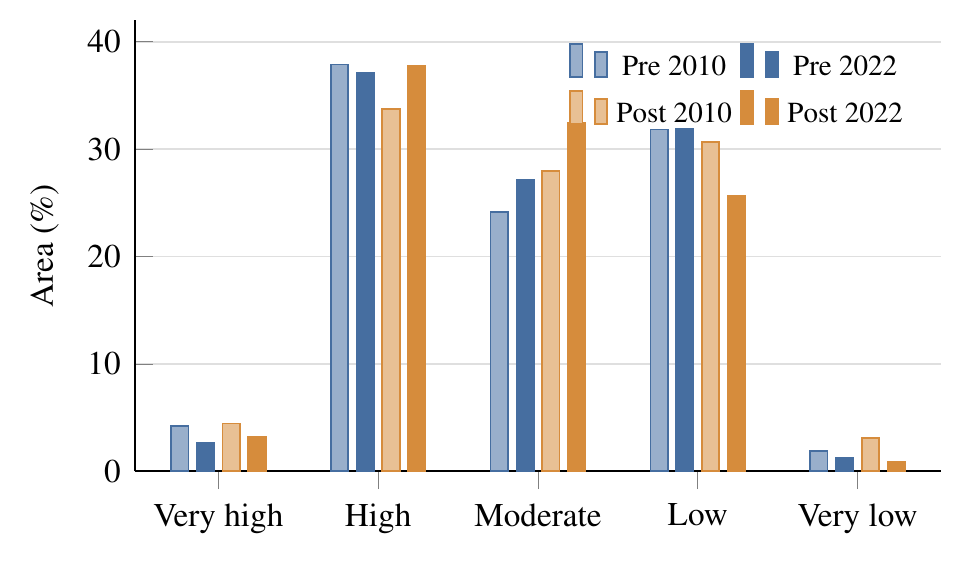 40
30
20
10
0
Area (%)
Pre 2010 Pre 2022
Post 2010 Post 2022
Very high High Moderate Low Very low